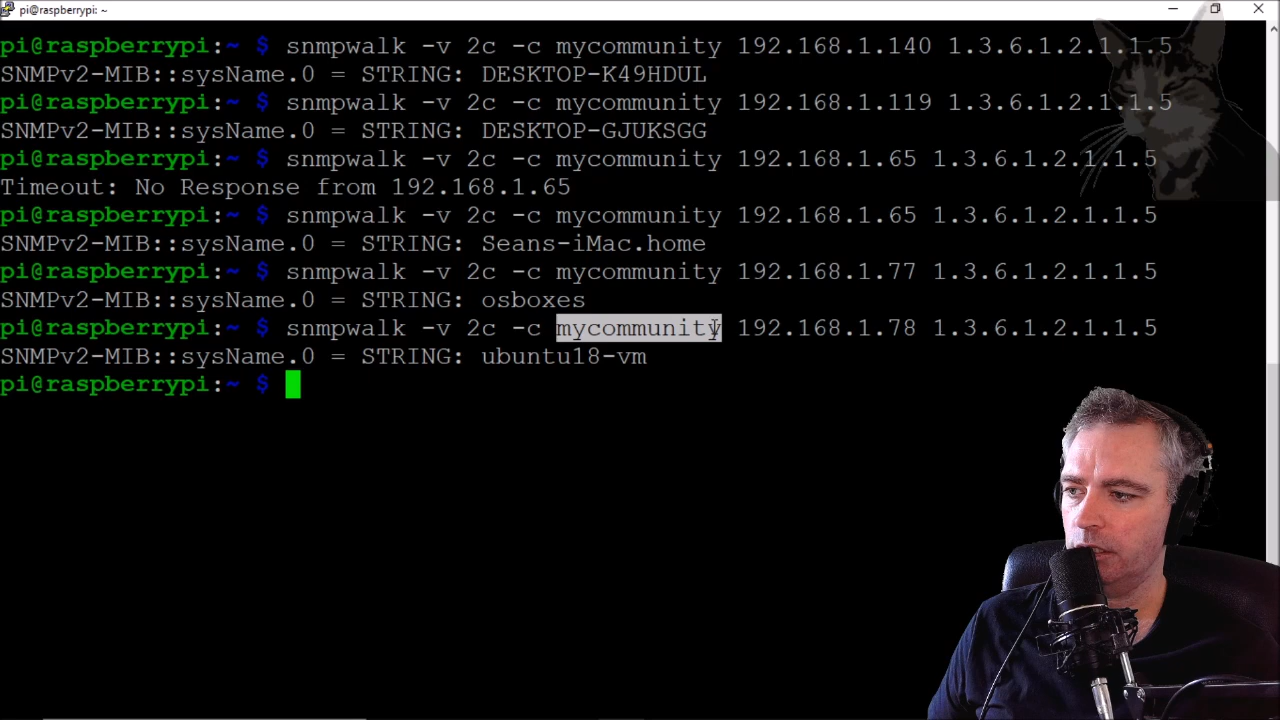 pi@raspberrypi: ~
pi@raspberrypi:~ $ snmpwalk -v 2c -c mycommunity 192.168.1.140 1.3.6.1.2.1.1.5
SNMPv2-MIB::sysName.0 = STRING: DESKTOP-K49HDUL
pi@raspberrypi:~ $ snmpwalk -v 2c -c mycommunity 192.168.1.119 1.3.6.1.2.1.1.5
SNMPv2-MIB::sysName.0 = STRING: DESKTOP-GJUKSGG
pi@raspberrypi:~ $ snmpwalk -v 2c -c mycommunity 192.168.1.65 1.3.6.1.2.1.1.5
Timeout: No Response from 192.168.1.65
pi@raspberrypi:~ $ snmpwalk -v 2c -c mycommunity 192.168.1.65 1.3.6.1.2.1.1.5
SNMPv2-MIB::sysName.0 = STRING: Seans-iMac.home
pi@raspberrypi:~ $ snmpwalk -v 2c -c mycommunity 192.168.1.77 1.3.6.1.2.1.1.5
SNMPv2-MIB::sysName.0 = STRING: osboxes
pi@raspberrypi:~ $ snmpwalk -v 2c -c mycommunity 192.168.1.78 1.3.6.1.2.1.1.5
SNMPv2-MIB::sysName.0 = STRING: ubuntu18-vm
pi@raspberrypi:~ $